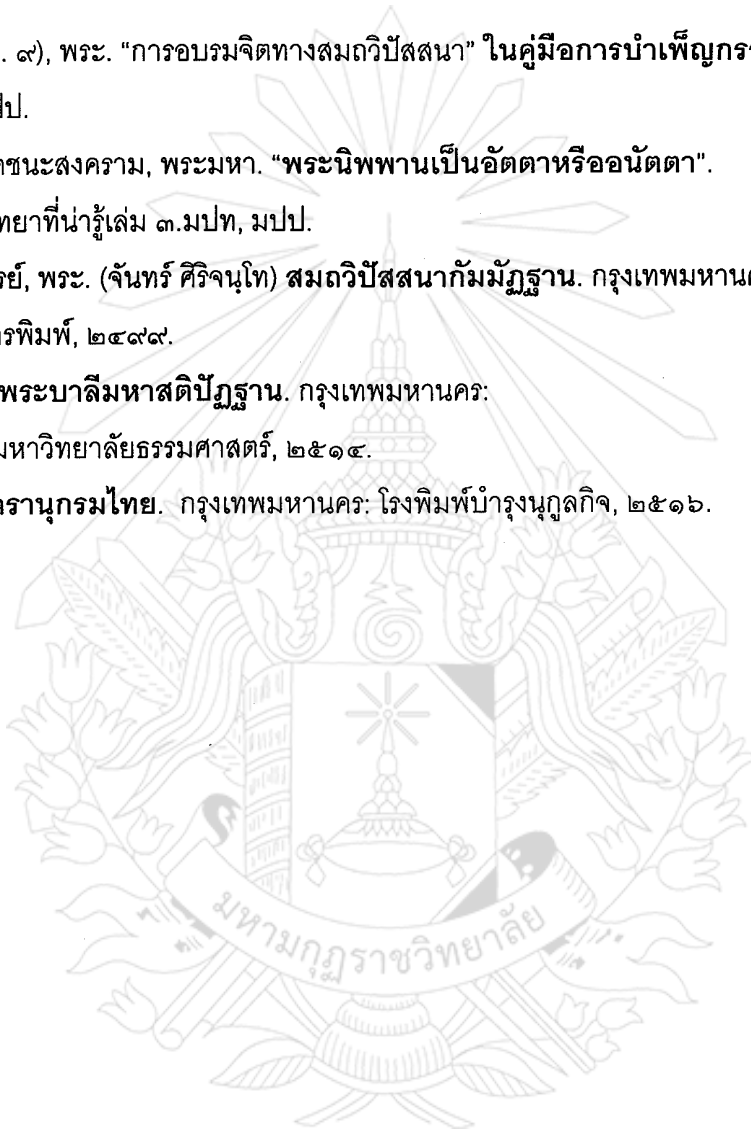 . ๙), พระ. “การอบรมจิตทางสมถวิปัสสนา” ในคู่มือการบำเพ็ญกร
ป.
าชนะสงคราม, พระมหา. “พระนิพพานเป็นอัตตาหรืออนัตตา”.
ทยาที่น่ารู้เล่ม ๓.มปท, มปป.
รย์, พระ. (จันทร์ ศิริจนฺโท) สมถวิปัสสนากัมมัฏฐาน. กรุงเทพมหานค
ารพิมพ์, ๒๔๙๙.
พระบาลีมหาสติปัฏฐาน. กรุงเทพมหานคร:
มหาวิทยาลัยธรรมศาสตร์, ๒๕๑๔.
ารานุกรมไทย. กรุงเทพมหานคร: โรงพิมพ์บำรุงนุกูลกิจ, ๒๕๑๖.
มหามกุฏราชวิทยาลัย